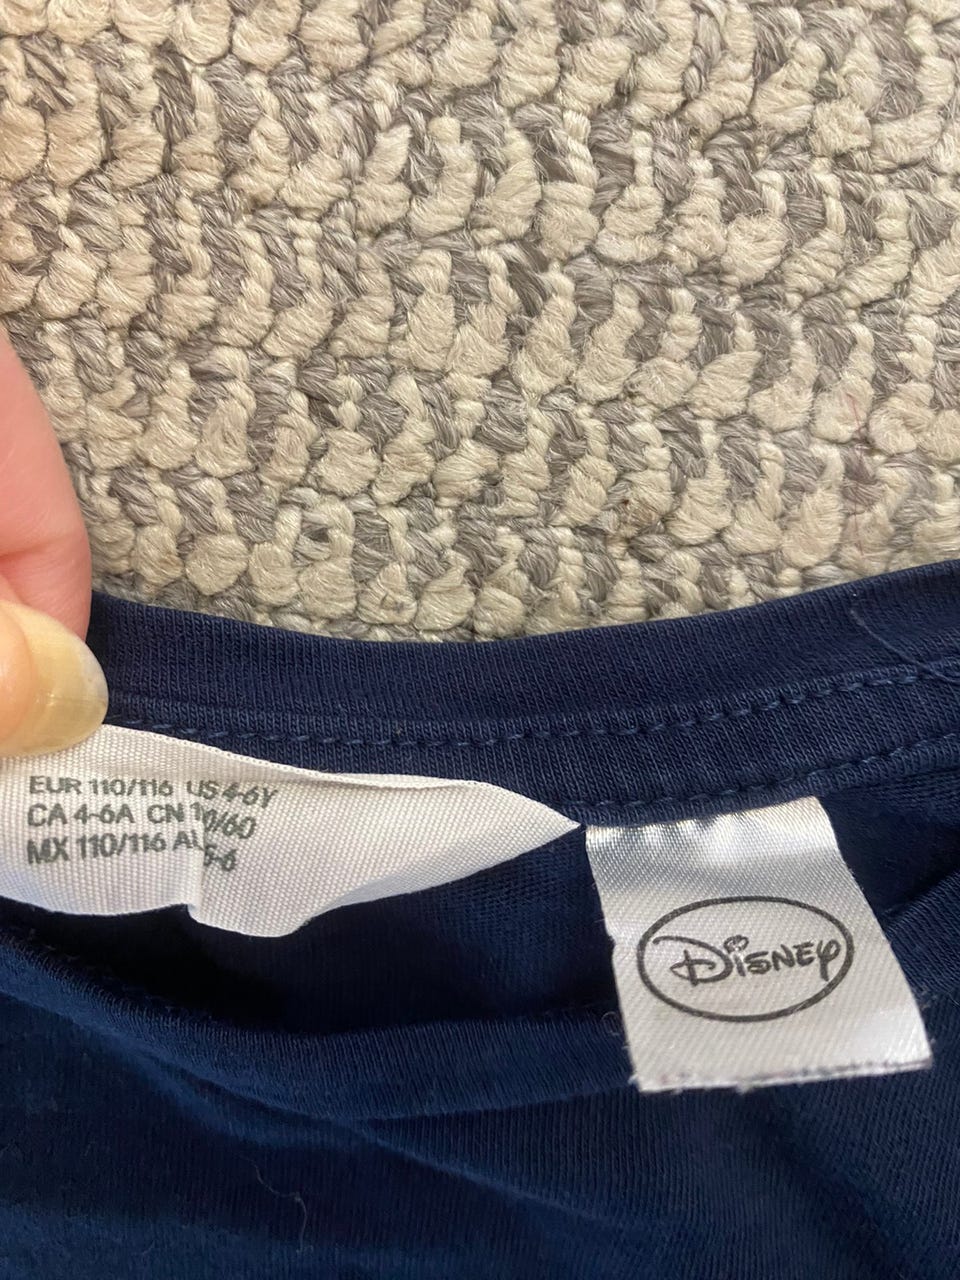 EUR 110/116 US 4-6Y
CA 4-6A CN
MX 110/116
Disney